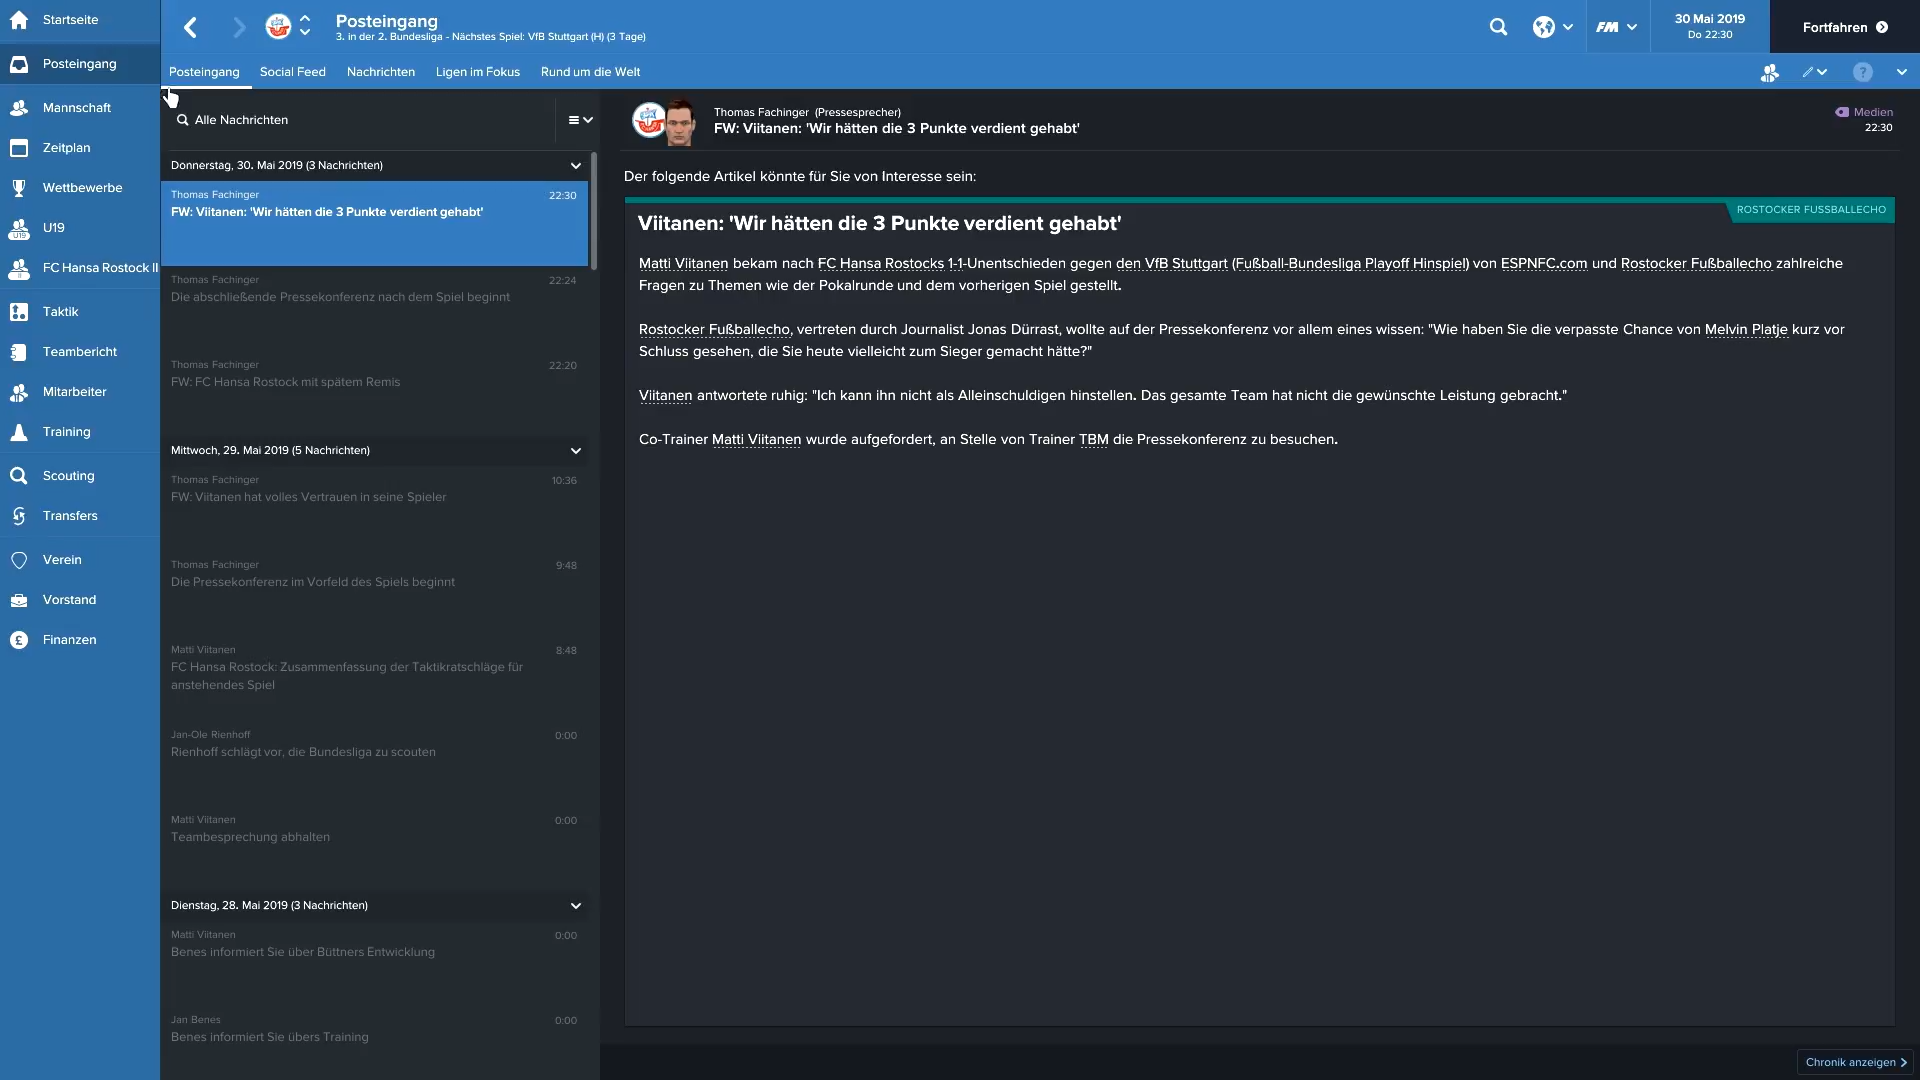 Startseite
Posteingang
Mannschaft
Zeitplan
Wettbewerbe
U19
FC Hansa Rostock II
Taktik
Teambericht
Mitarbeiter
Training
Scouting
Transfers
Verein
Vorstand
Finanzen
Posteingang
3. in der 2. Bundesliga - Nächstes Spiel: VfB Stuttgart (H) (3 Tage)
FM
30 Mai 2019
Do 22:30
Fortfahren
Posteingang Social Feed Nachrichten Ligen im Fokus Rund um die Welt
Alle Nachrichten
Donnerstag, 30. Mai 2019 (3 Nachrichten)
Thomas Fachinger 22:30
FW: Viitanen: 'Wir hätten die 3 Punkte verdient gehabt'
Thomas Fachinger 22:24
Die abschließende Pressekonferenz nach dem Spiel beginnt
Thomas Fachinger 22:20
FW: FC Hansa Rostock mit spätem Remis
Mittwoch, 29. Mai 2019 (5 Nachrichten)
Thomas Fachinger 10:36
FW: Viitanen hat volles Vertrauen in seine Spieler
Thomas Fachinger 9:48
Die Pressekonferenz im Vorfeld des Spiels beginnt
Matti Viitanen 8:48
FC Hansa Rostock: Zusammenfassung der Taktikratschläge für
anstehendes Spiel
Jan-Ole Rienhoff 0:00
Rienhoff schlägt vor, die Bundesliga zu scouten
Matti Viitanen 0:00
Teambesprechung abhalten
Dienstag, 28. Mai 2019 (3 Nachrichten)
Matti Viitanen 0:00
Benes informiert Sie über Büttners Entwicklung
Jan Benes 0:00
Benes informiert Sie übers Training
Thomas Fachinger (Pressesprecher)
FW: Viitanen: 'Wir hätten die 3 Punkte verdient gehabt'
Medien
22:30
Der folgende Artikel könnte für Sie von Interesse sein:
ROSTOCKER FUSSBALLECHO
Viitanen: 'Wir hätten die 3 Punkte verdient gehabt'
Matti Viitanen bekam nach FC Hansa Rostocks 1-1-Unentschieden gegen den VfB Stuttgart (Fußball-Bundesliga Playoff Hinspiel) von ESPNFC.com und Rostocker Fußballecho zahlreiche
Fragen zu Themen wie der Pokalrunde und dem vorherigen Spiel gestellt.
Rostocker Fußballecho, vertreten durch Journalist Jonas Dürrast, wollte auf der Pressekonferenz vor allem eines wissen: "Wie haben Sie die verpasste Chance von Melvin Platje kurz vor
Schluss gesehen, die Sie heute vielleicht zum Sieger gemacht hätte?"
Viitanen antwortete ruhig: "Ich kann ihn nicht als Alleinschuldigen hinstellen. Das gesamte Team hat nicht die gewünschte Leistung gebracht."
Co-Trainer Matti Viitanen wurde aufgefordert, an Stelle von Trainer TBM die Pressekonferenz zu besuchen.
Chronik anzeigen